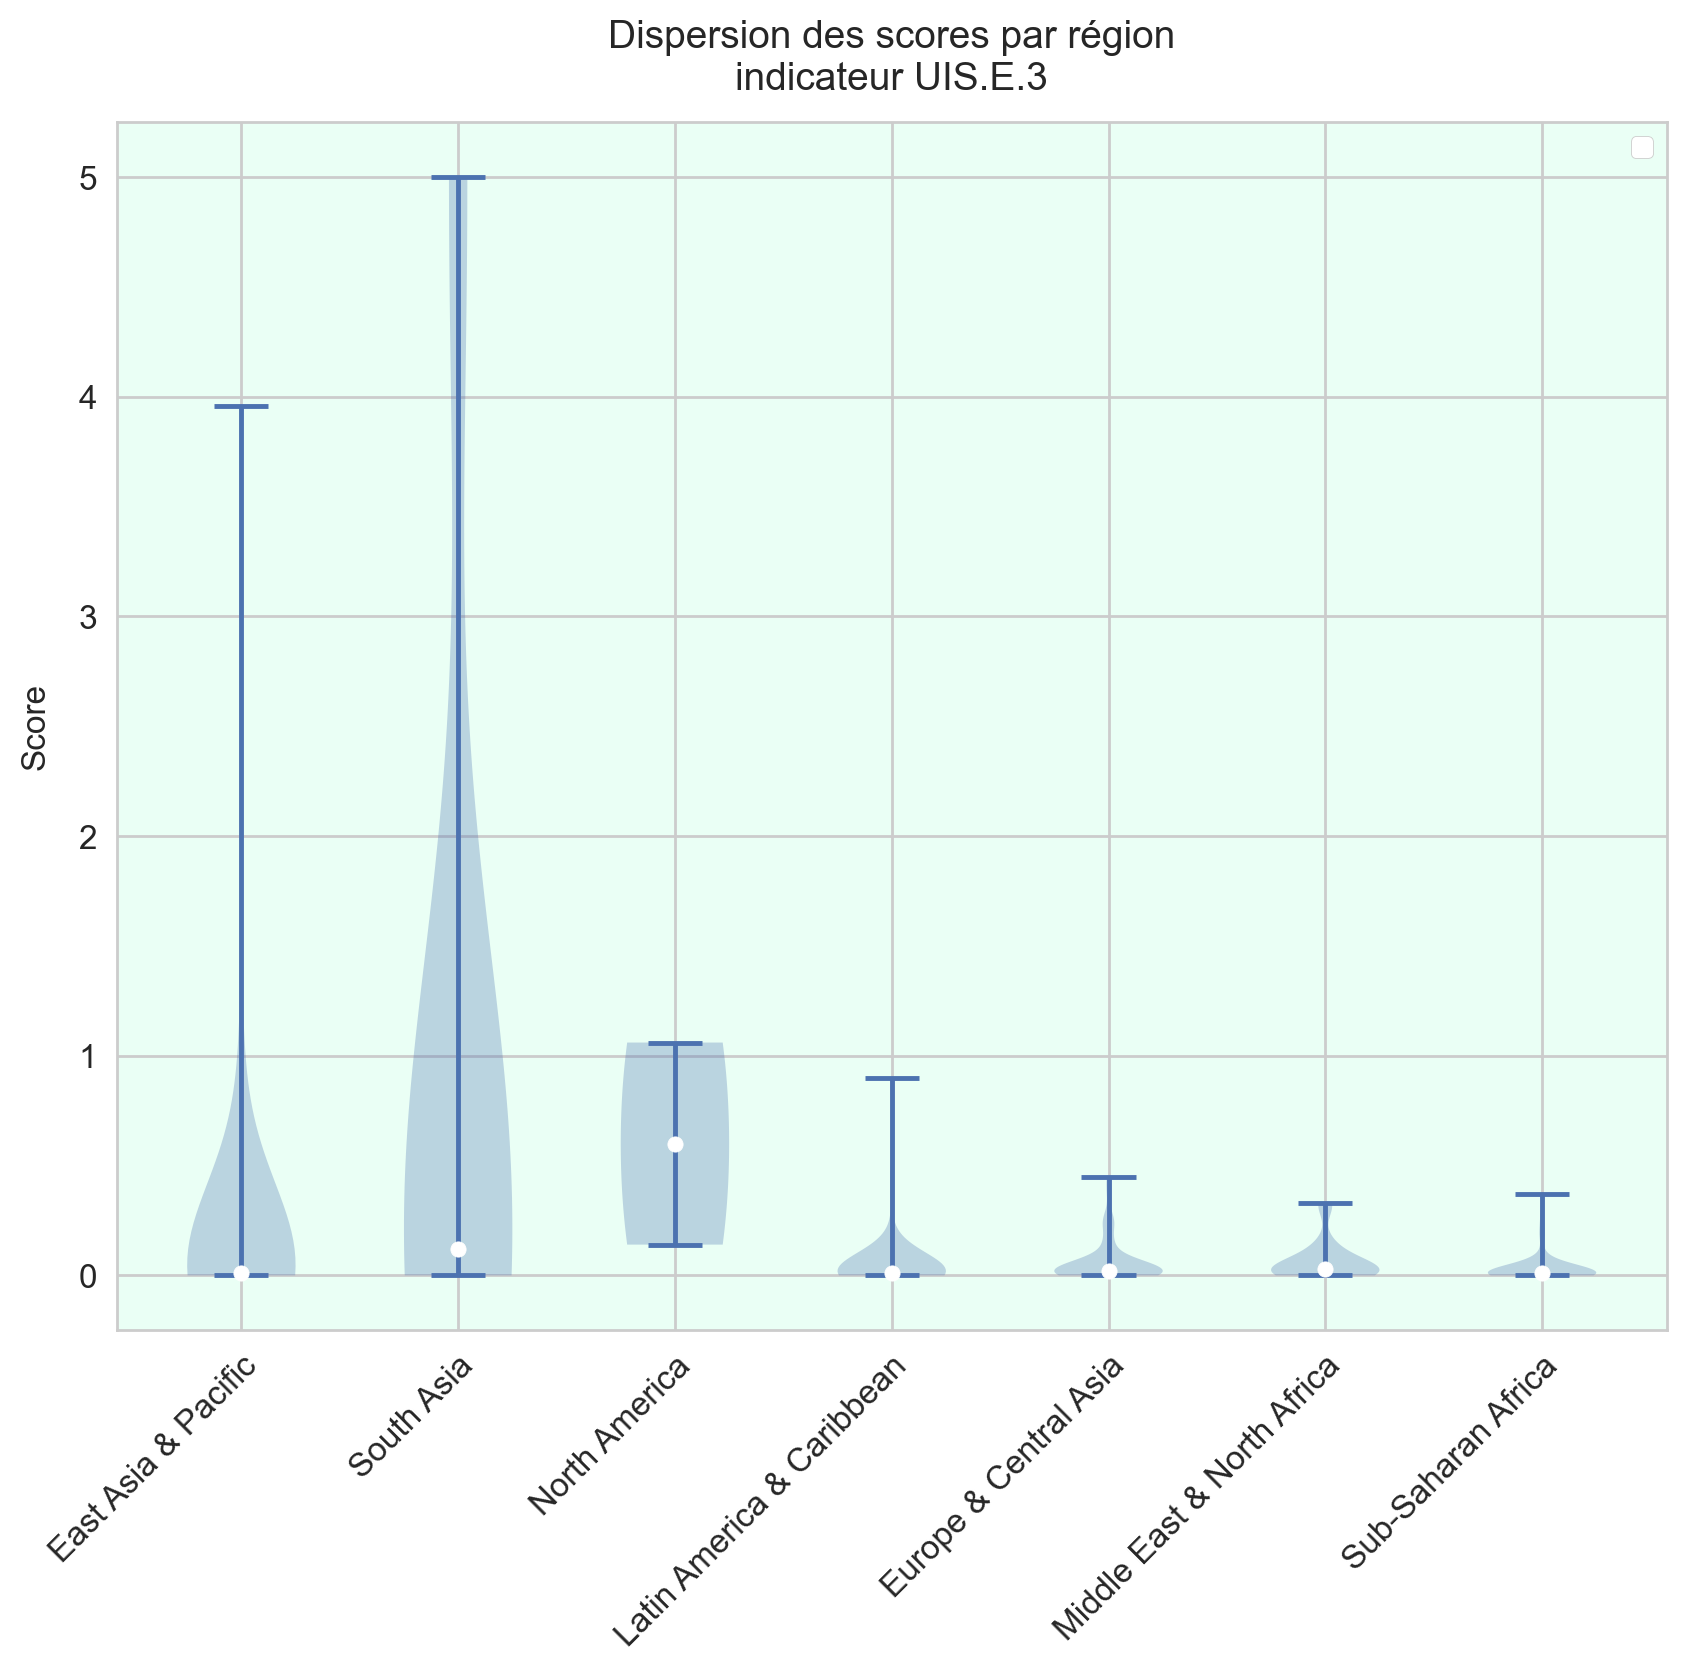 Dispersion des scores par région
indicateur UIS.E.3
Score
5
4
3
2
1
0
East Asia & Pacific
South Asia
North America
Latin America & Caribbean
Europe & Central Asia
Middle East & North Africa
Sub-Saharan Africa